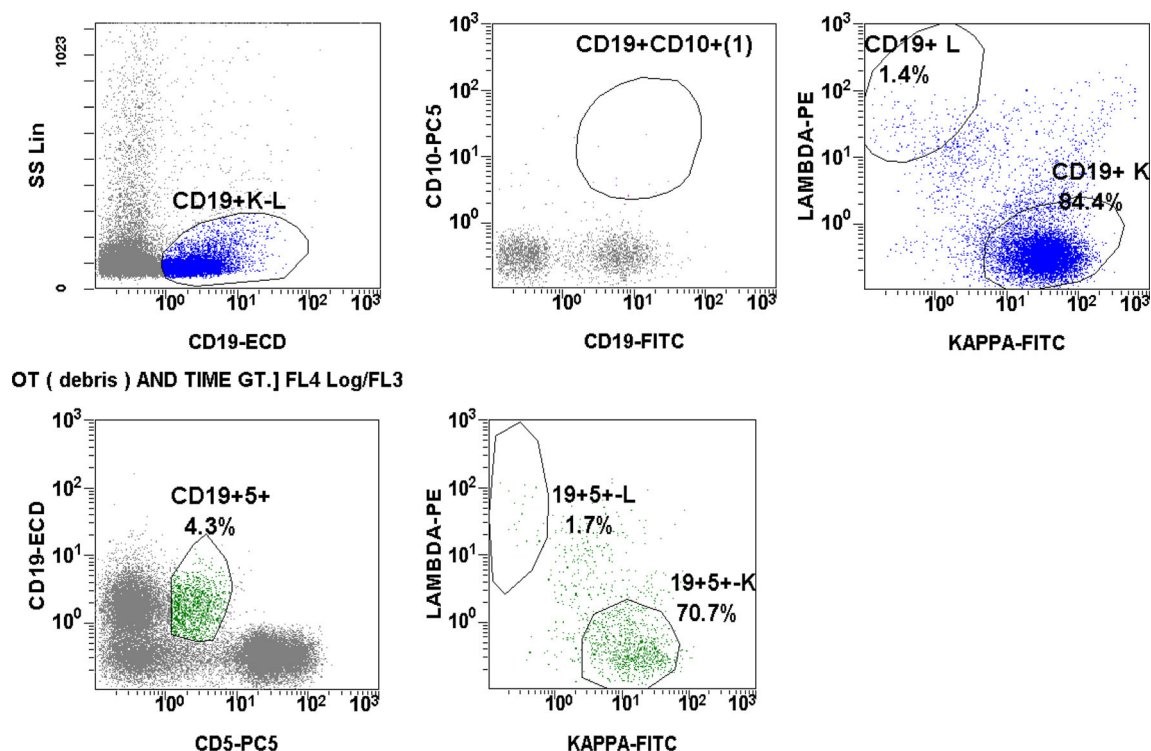 1023
SS Lin
0
CD19+K-L
10⁰ 10¹ 10² 10³
CD19-ECD
10³
10²
10¹
10⁰
CD10-PC5
CD19+CD10+(1)
10⁰ 10¹ 10² 10³
CD19-FITC
10³
10²
10¹
10⁰
LAMBDA-PE
CD19+ L
1.4%
CD19+ K
84.4%
10⁰ 10¹ 10² 10³
KAPPA-FITC
OT ( debris ) AND TIME GT.] FL4 Log/FL3
10³
10²
10¹
10⁰
CD19-ECD
CD19+5+
4.3%
10⁰ 10¹ 10² 10³
CD5-PC5
10³
10²
10¹
10⁰
LAMBDA-PE
19+5+-L
1.7%
19+5+-K
70.7%
10⁰ 10¹ 10² 10³
KAPPA-FITC